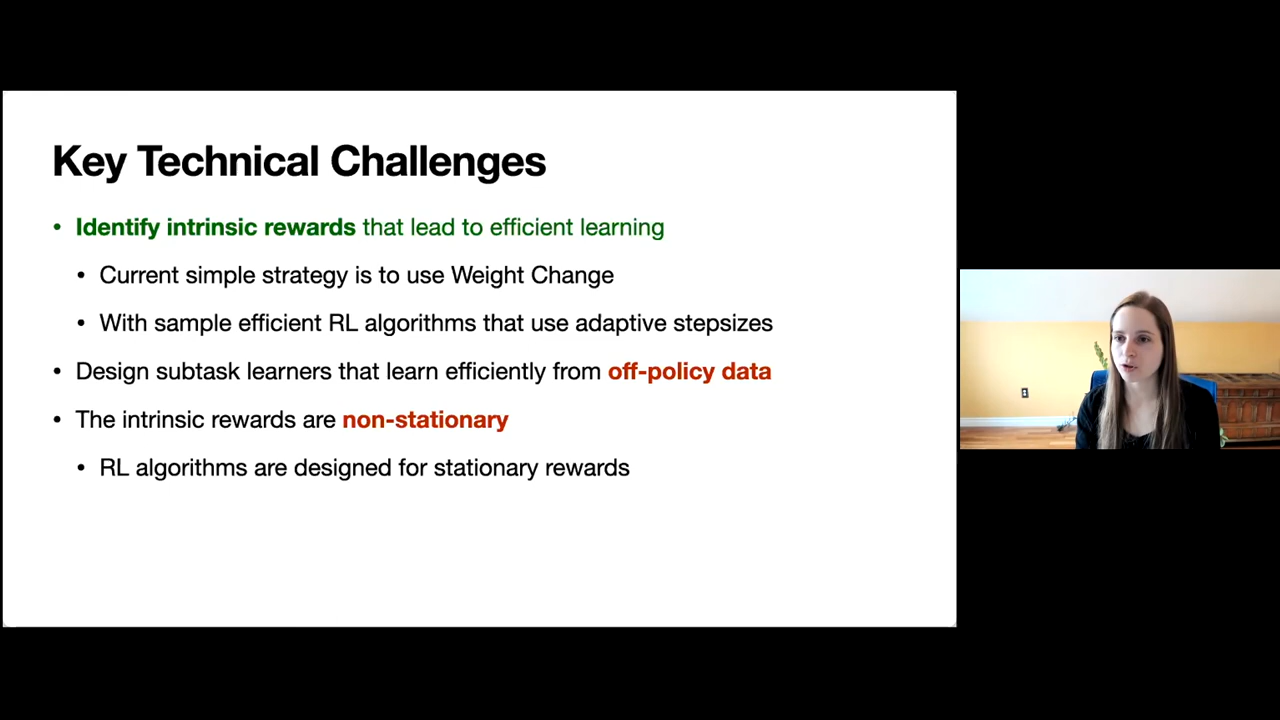 Key Technical Challenges
• Identify intrinsic rewards that lead to efficient learning
• Current simple strategy is to use Weight Change
• With sample efficient RL algorithms that use adaptive stepsizes
• Design subtask learners that learn efficiently from off-policy data
• The intrinsic rewards are non-stationary
• RL algorithms are designed for stationary rewards